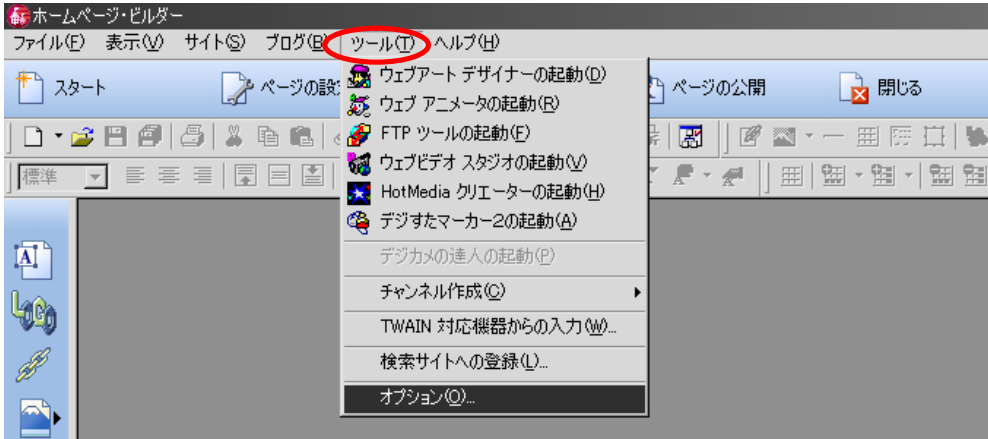 ホームページ・ビルダー
ファイル(F) 表示(V) サイト(S) ブログ(B) ツール(T) ヘルプ(H)
スタート ページの設 ページの公開 閉じる
ウェブアート デザイナーの起動(D)
ウェブ アニメータの起動(R)
FTP ツールの起動(F)
ウェブビデオ スタジオの起動(V)
HotMedia クリエーターの起動(H)
デジすたマーカー2の起動(A)
標準
デジカメの達人の起動(P)
チャンネル作成(C)
TWAIN 対応機器からの入力(W)...
検索サイトへの登録(L)...
オプション(O)...
A
LOGO